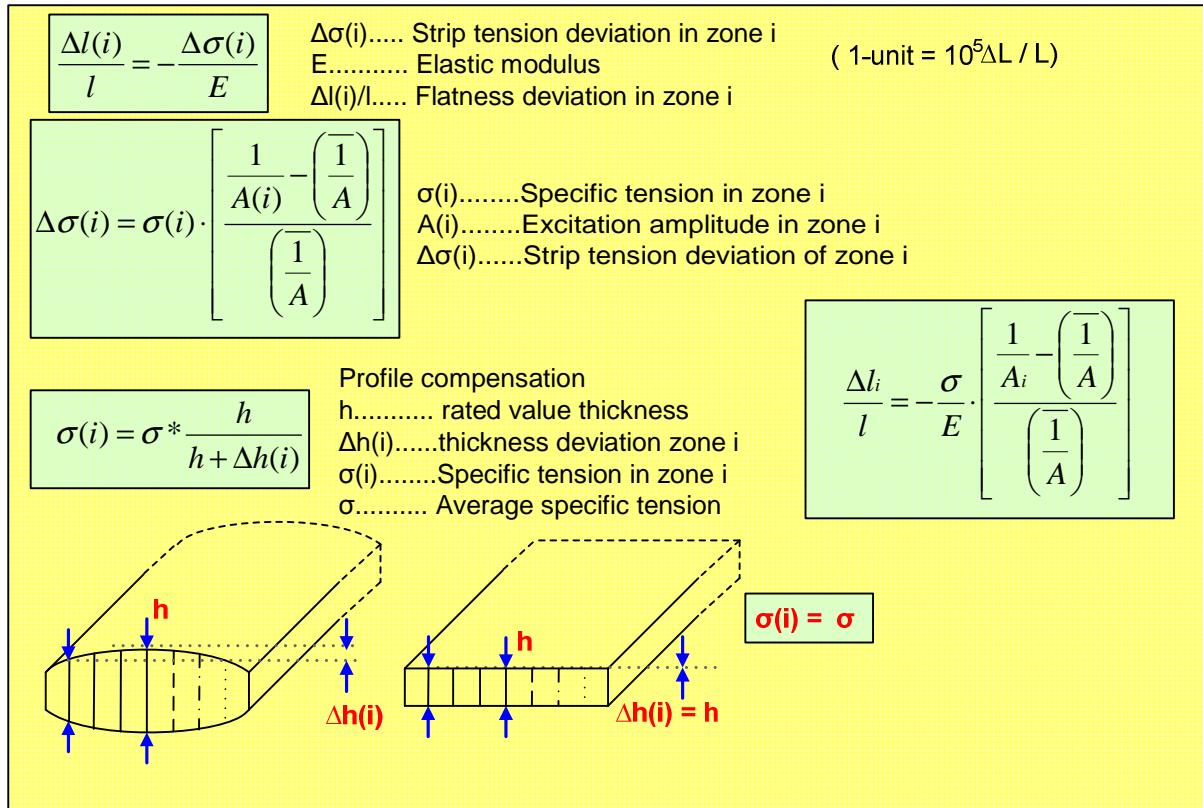 Δl(i)/l = −Δσ(i)/E
Δσ(i)..... Strip tension deviation in zone i
E........... Elastic modulus
Δl(i)/l..... Flatness deviation in zone i
( 1-unit = 10⁵ΔL / L)
Δσ(i) = σ(i) · [(1/A(i) − (1/A̅)) / (1/A̅)]
σ(i)........Specific tension in zone i
A(i)........Excitation amplitude in zone i
Δσ(i)......Strip tension deviation of zone i
Δlᵢ/l = −σ/E · [(1/Aᵢ − (1/A̅)) / (1/A̅)]
σ(i) = σ * h/(h + Δh(i))
Profile compensation
h........... rated value thickness
Δh(i)......thickness deviation zone i
σ(i)........Specific tension in zone i
σ.......... Average specific tension
h
Δh(i)
h
Δh(i) = h
σ(i) = σ